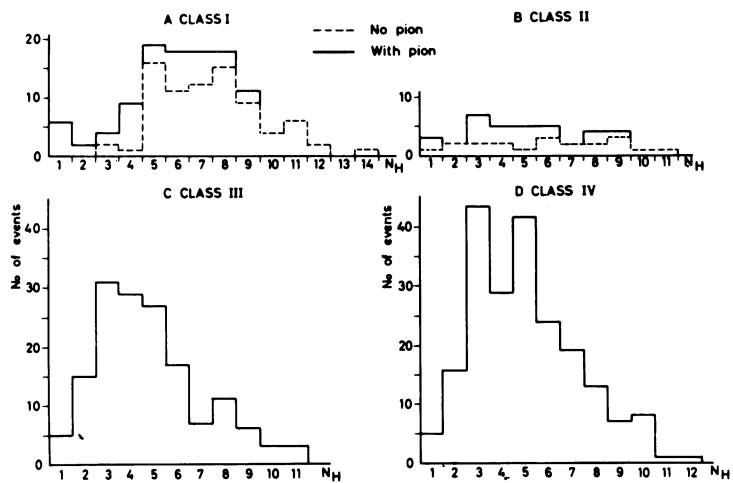 A CLASS I
No pion
With pion
B CLASS II
20
10
0
1 2 3 4 5 6 7 8 9 10 11 12 13 14 NH
10
0
1 2 3 4 5 6 7 8 9 10 11 NH
C CLASS III
No of events
40
30
20
10
0
1 2 3 4 5 6 7 8 9 10 11 NH
D CLASS IV
No of events
40
30
20
10
0
1 2 3 4 5 6 7 8 9 10 11 12 NH